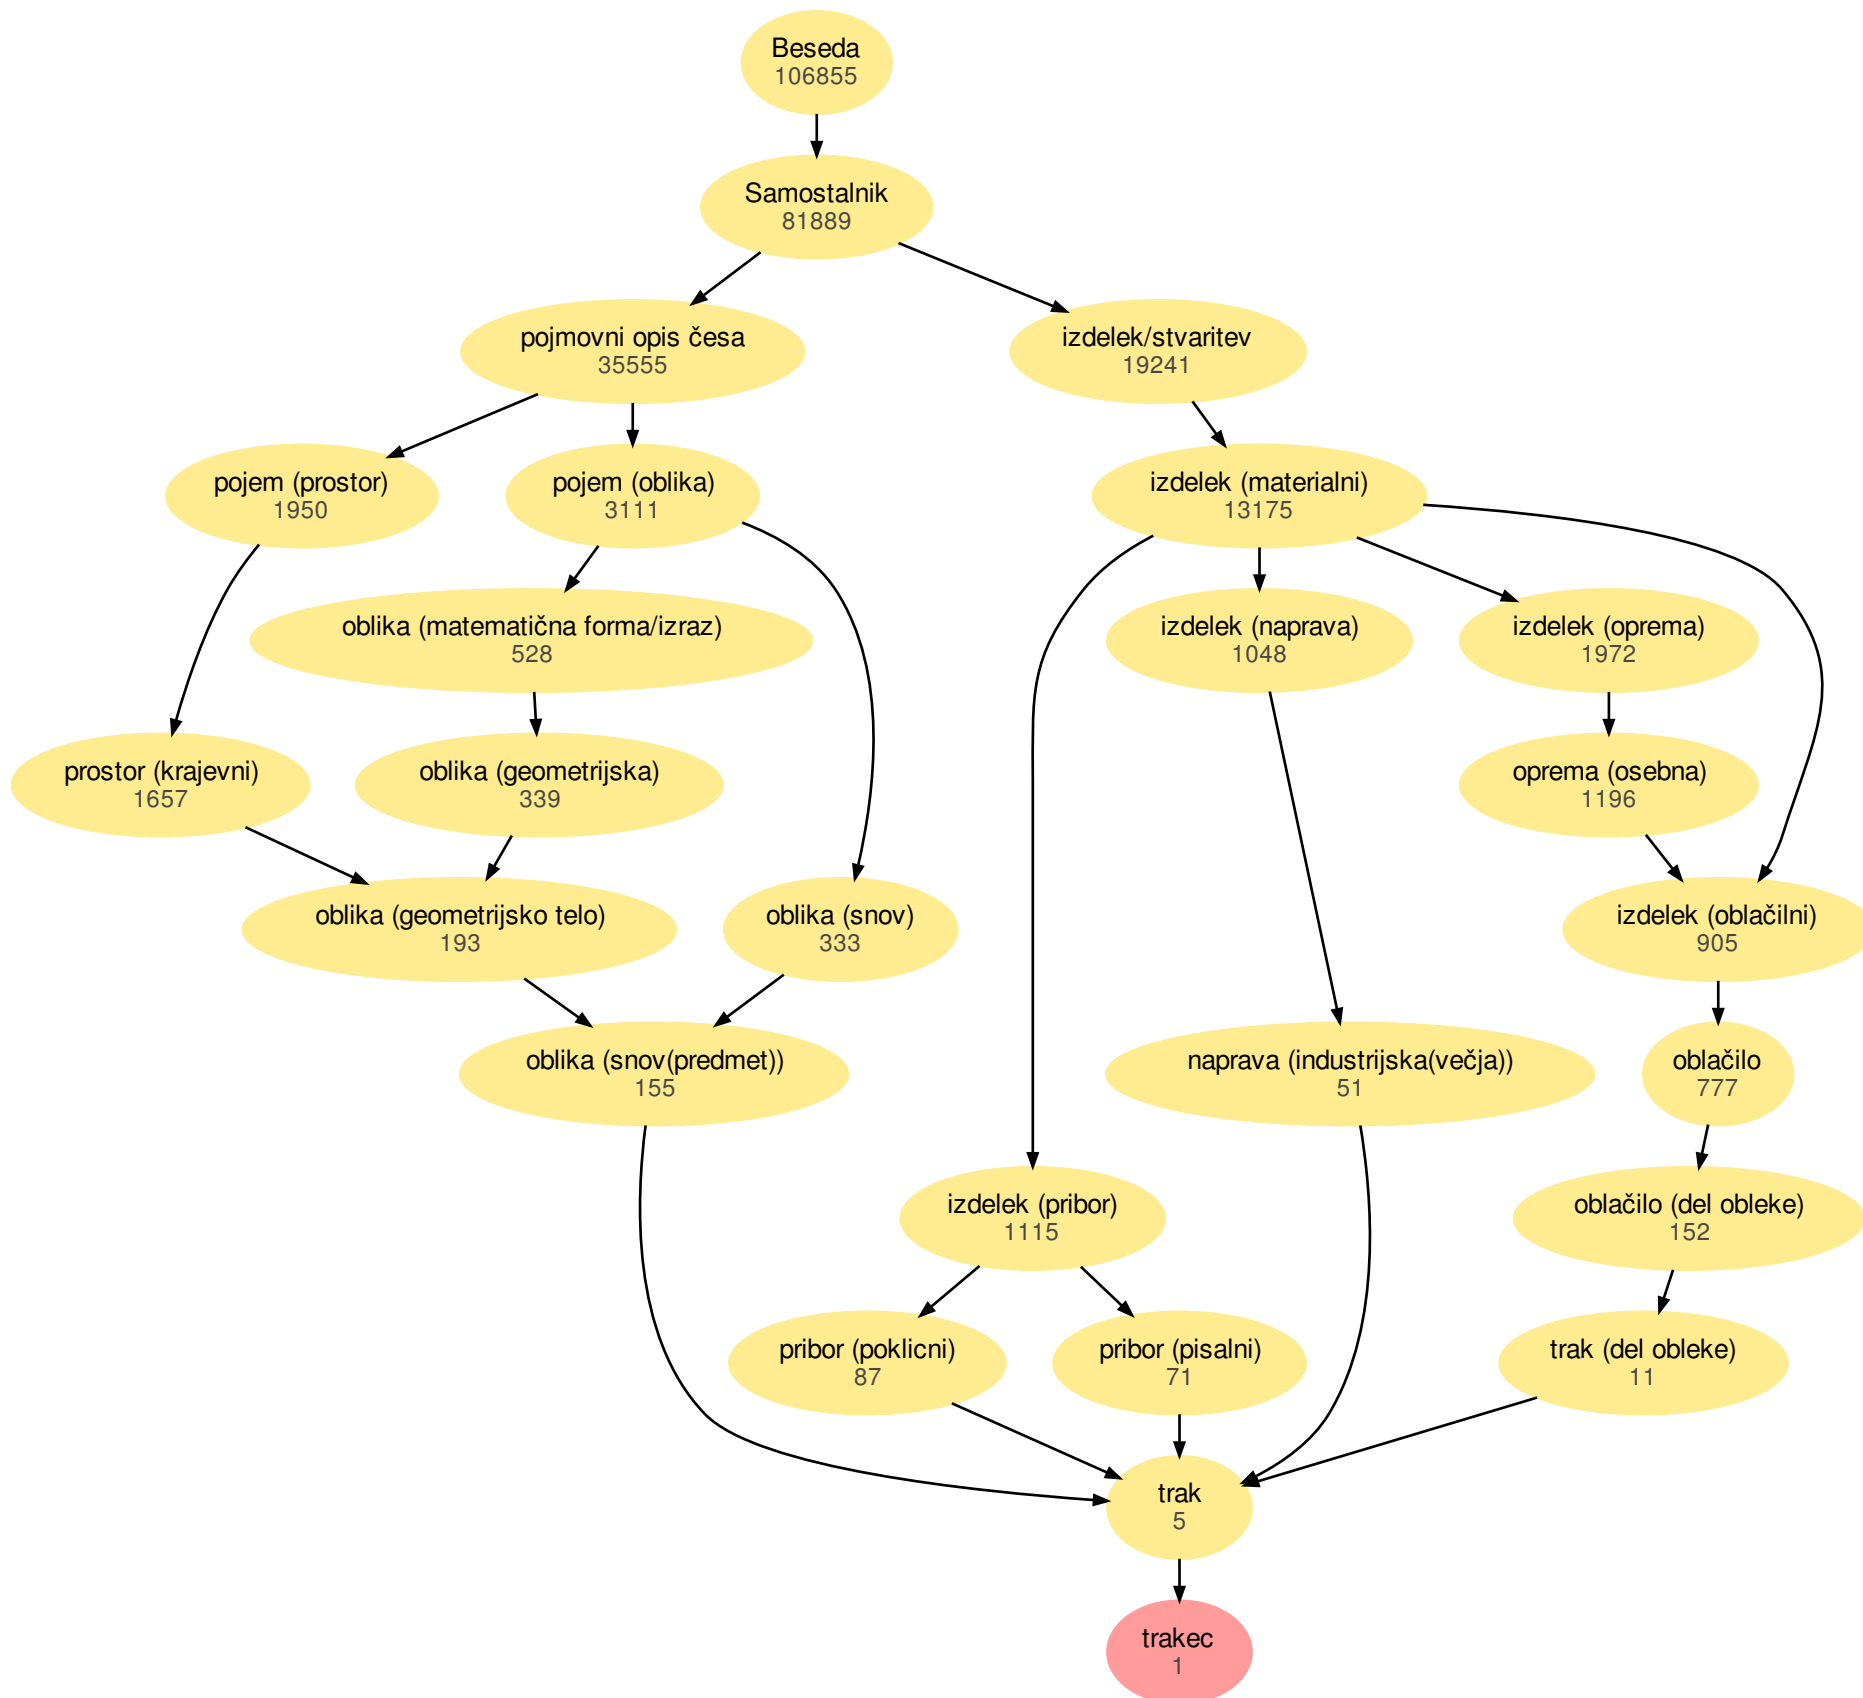 Beseda
106855
Samostalnik
81889
pojmovni opis česa
35555
izdelek/stvaritev
19241
pojem (prostor)
1950
pojem (oblika)
3111
izdelek (materialni)
13175
oblika (matematična forma/izraz)
528
izdelek (naprava)
1048
izdelek (oprema)
1972
prostor (krajevni)
1657
oblika (geometrijska)
339
oprema (osebna)
1196
oblika (geometrijsko telo)
193
oblika (snov)
333
izdelek (oblačilni)
905
oblika (snov(predmet))
155
naprava (industrijska(večja))
51
oblačilo
777
izdelek (pribor)
1115
oblačilo (del obleke)
152
pribor (poklicni)
87
pribor (pisalni)
71
trak (del obleke)
11
trak
5
trakec
1